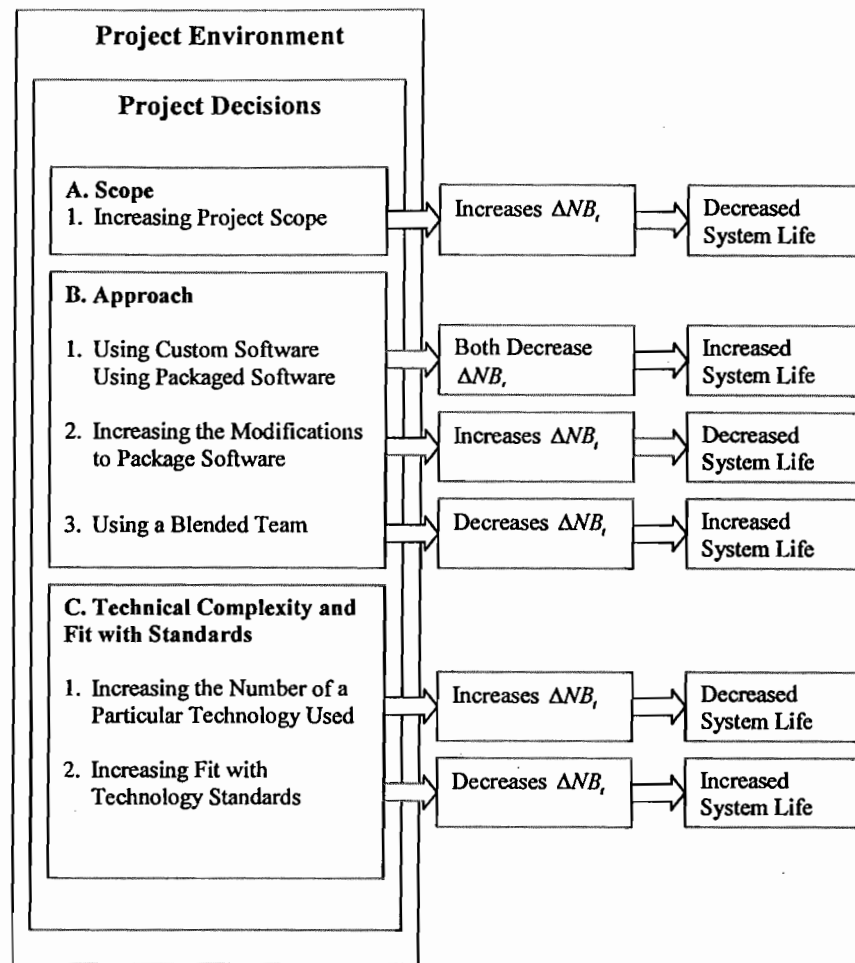 Project Environment
Project Decisions
A. Scope
1. Increasing Project Scope
Increases ΔNBₜ
Decreased
System Life
B. Approach
1. Using Custom Software
Using Packaged Software
Both Decrease
ΔNBₜ
Increased
System Life
2. Increasing the Modifications
to Package Software
Increases ΔNBₜ
Decreased
System Life
3. Using a Blended Team
Decreases ΔNBₜ
Increased
System Life
C. Technical Complexity and
Fit with Standards
1. Increasing the Number of a
Particular Technology Used
Increases ΔNBₜ
Decreased
System Life
2. Increasing Fit with
Technology Standards
Decreases ΔNBₜ
Increased
System Life